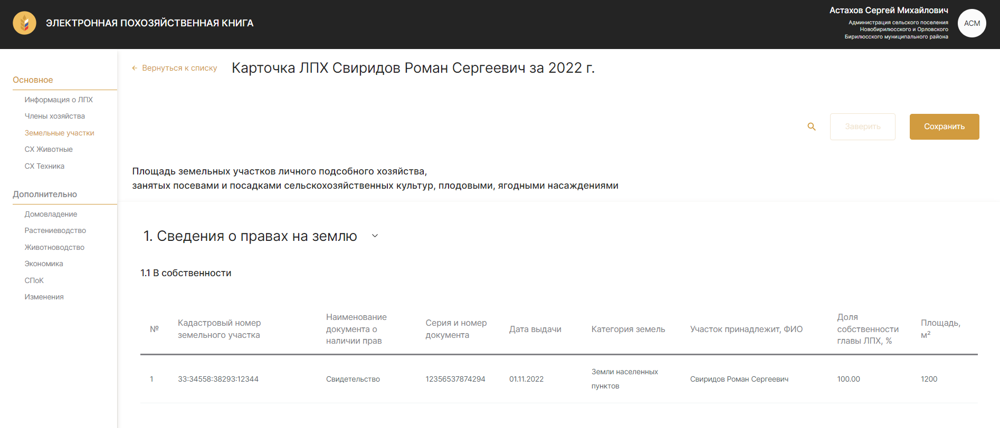 ЭЛЕКТРОННАЯ ПОХОЗЯЙСТВЕННАЯ КНИГА
Астахов Сергей Михайлович
Администрация сельского поселения
Новобирилюсского и Орловского
Бирилюсского муниципального района
АСМ
Основное
Информация о ЛПХ
Члены хозяйства
Земельные участки
СХ Животные
СХ Техника
Дополнительно
Домовладение
Растениеводство
Животноводство
Экономика
СПоК
Изменения
← Вернуться к списку
Карточка ЛПХ Свиридов Роман Сергеевич за 2022 г.
Заверить
Сохранить
Площадь земельных участков личного подсобного хозяйства,
занятых посевами и посадками сельскохозяйственных культур, плодовыми, ягодными насаждениями
1. Сведения о правах на землю
1.1 В собственности
№
Кадастровый номер
земельного участка
Наименование
документа о
наличии прав
Серия и номер
документа
Дата выдачи
Категория земель
Участок принадлежит, ФИО
Доля
собственности
главы ЛПХ, %
Площадь,
м²
1
33:34558:38293:12344
Свидетельство
12356537874294
01.11.2022
Земли населенных
пунктов
Свиридов Роман Сергеевич
100.00
1200